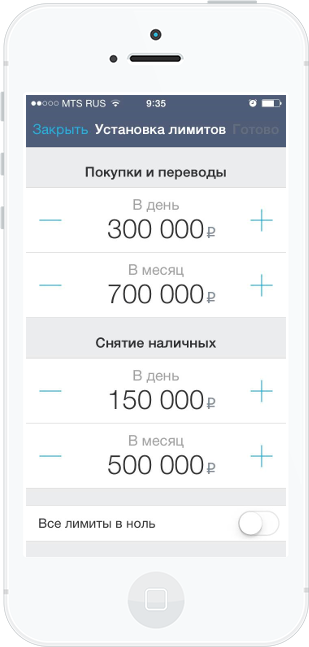 MTS RUS 9:35
Закрыть Установка лимитов Готово
Покупки и переводы
В день
— 300 000₽ +
В месяц
— 700 000₽ +
Снятие наличных
В день
— 150 000₽ +
В месяц
— 500 000₽ +
Все лимиты в ноль